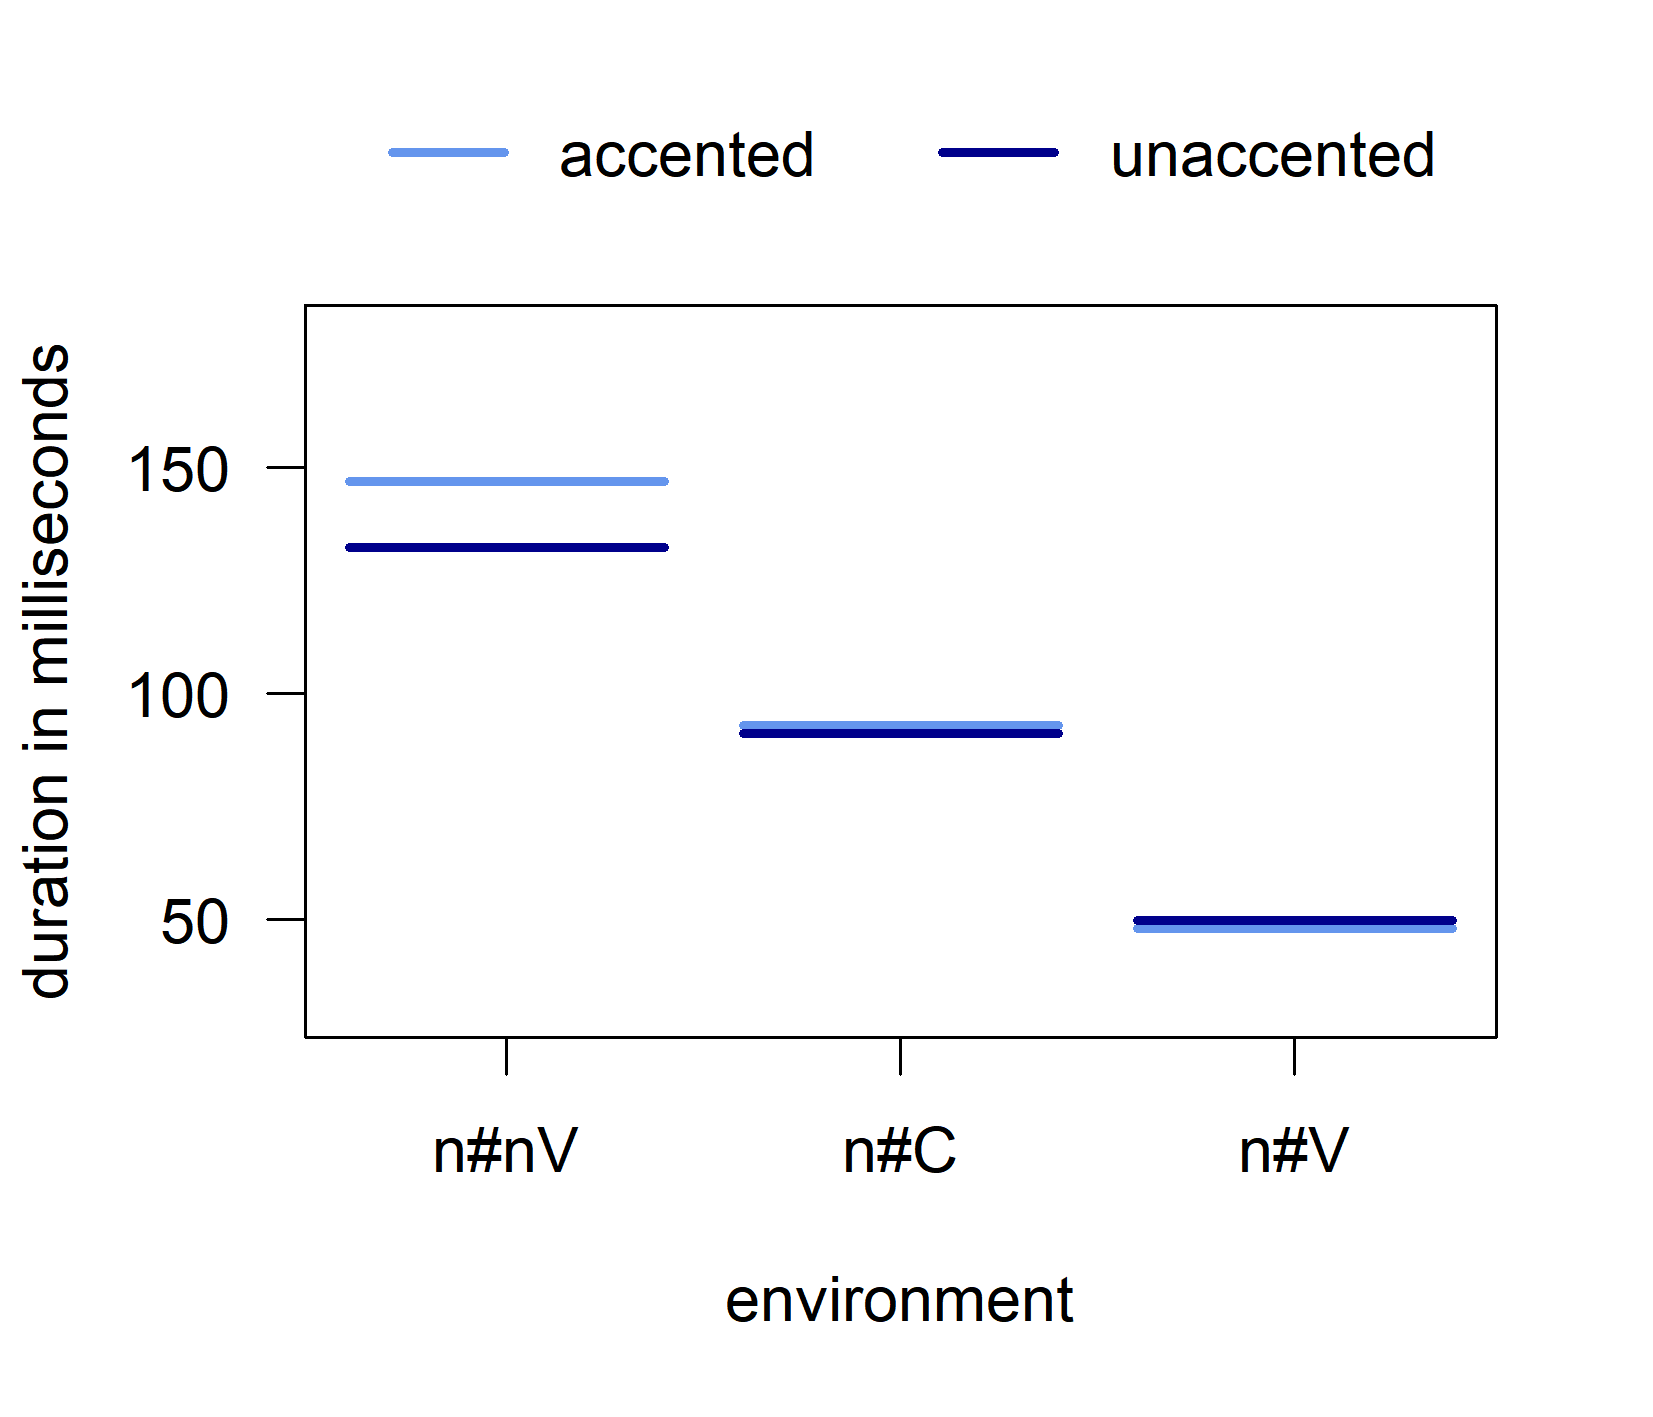 accented unaccented
duration in milliseconds
150
100
50
n#nV n#C n#V
environment